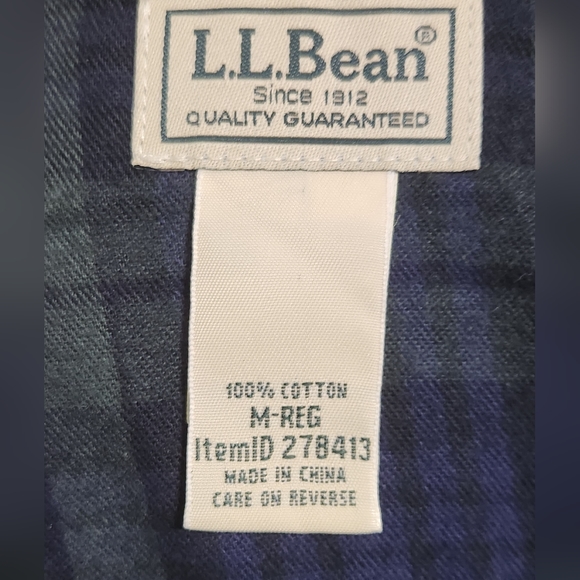 L.L.Bean®
Since 1912
QUALITY GUARANTEED
100% COTTON
M-REG
ItemID 278413
MADE IN CHINA
CARE ON REVERSE